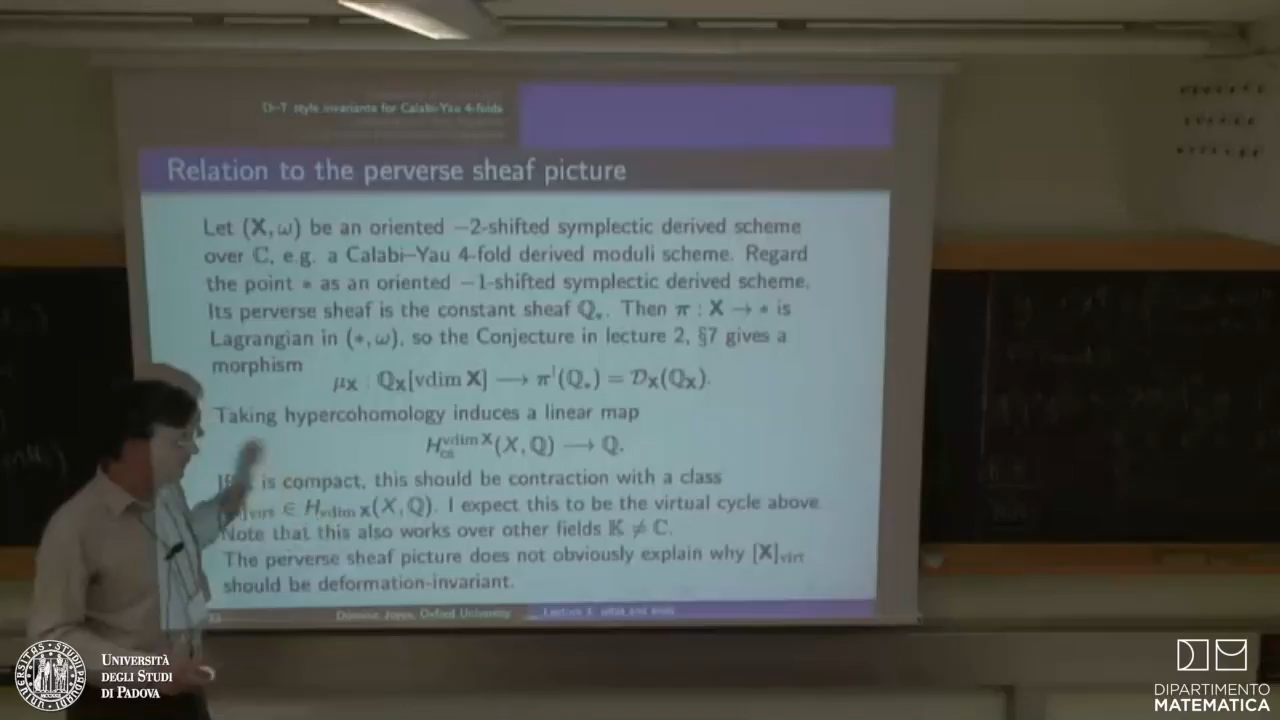 D–T style invariants for Calabi-Yau 4-folds
Relation to the perverse sheaf picture
Let (X, ω) be an oriented −2-shifted symplectic derived scheme
over ℂ, e.g. a Calabi–Yau 4-fold derived moduli scheme. Regard
the point ∗ as an oriented −1-shifted symplectic derived scheme.
Its perverse sheaf is the constant sheaf ℚ∗. Then π : X → ∗ is
Lagrangian in (∗, ω), so the Conjecture in lecture 2, §7 gives a
morphism
μX : ℚX[vdim X] ⟶ π!(ℚ∗) = 𝒟X(ℚX).
Taking hypercohomology induces a linear map
Hcs^vdim X(X, ℚ) ⟶ ℚ.
is compact, this should be contraction with a class
]virt ∈ Hvdim X(X, ℚ). I expect this to be the virtual cycle above.
Note that this also works over other fields 𝕂 ≠ ℂ.
The perverse sheaf picture does not obviously explain why [X]virt
should be deformation-invariant.
Dominic Joyce, Oxford University
UNIVERSITÀ
DEGLI STUDI
DI PADOVA
DIPARTIMENTO
MATEMATICA